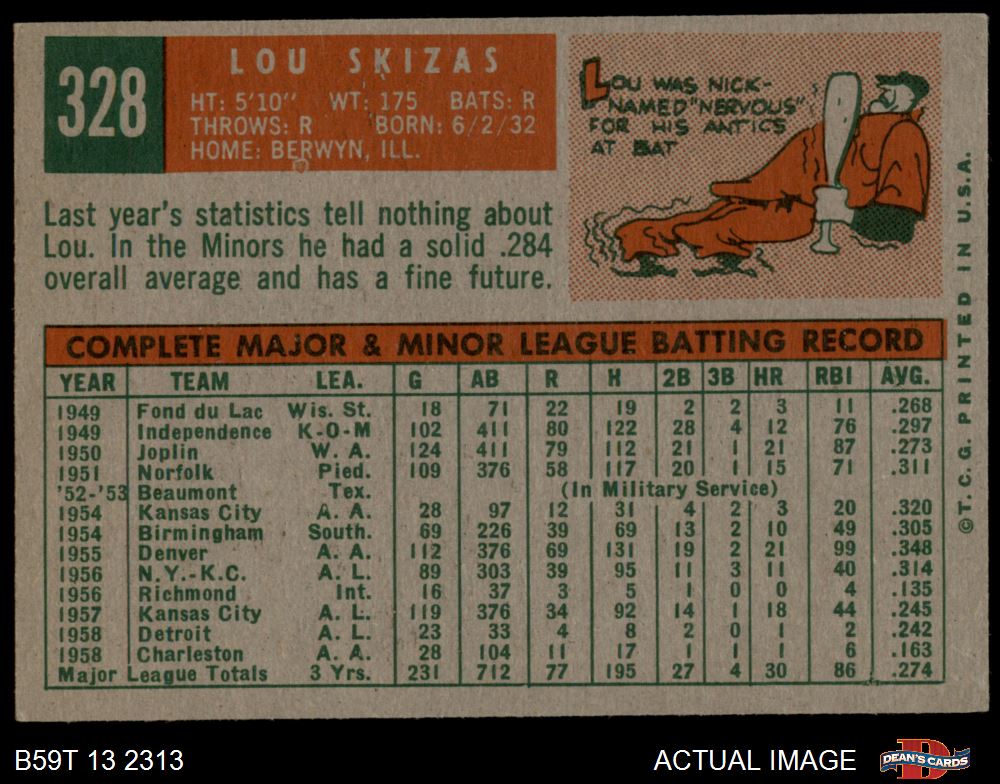 328
LOU SKIZAS
HT: 5'10" WT: 175 BATS: R
THROWS: R BORN: 6/2/32
HOME: BERWYN, ILL.
LOU WAS NICK-
NAMED "NERVOUS"
FOR HIS ANTICS
AT BAT
Last year's statistics tell nothing about
Lou. In the Minors he had a solid .284
overall average and has a fine future.
COMPLETE MAJOR & MINOR LEAGUE BATTING RECORD
YEAR TEAM LEA. G AB R H 2B 3B HR RBI AVG.
1949 Fond du Lac Wis. St. 18 71 22 19 2 2 3 11 .268
1949 Independence K-O-M 102 411 80 122 28 4 12 76 .297
1950 Joplin W. A. 124 411 79 112 21 1 21 87 .273
1951 Norfolk Pied. 109 376 58 117 20 1 15 71 .311
'52-'53 Beaumont Tex. (In Military Service)
1954 Kansas City A. A. 28 97 12 31 4 2 3 20 .320
1954 Birmingham South. 69 226 39 69 13 2 10 49 .305
1955 Denver A. A. 112 376 69 131 19 2 21 99 .348
1956 N.Y.-K.C. A. L. 89 303 39 95 11 3 11 40 .314
1956 Richmond Int. 16 37 3 5 1 0 0 4 .135
1957 Kansas City A. L. 119 376 34 92 14 1 18 44 .245
1958 Detroit A. L. 23 33 4 8 2 0 1 2 .242
1958 Charleston A. A. 28 104 11 17 1 1 1 6 .163
Major League Totals 3 Yrs. 231 712 77 195 27 4 30 86 .274
©T.C.G. PRINTED IN U.S.A.
B59T 13 2313
ACTUAL IMAGE
DEAN'S CARDS